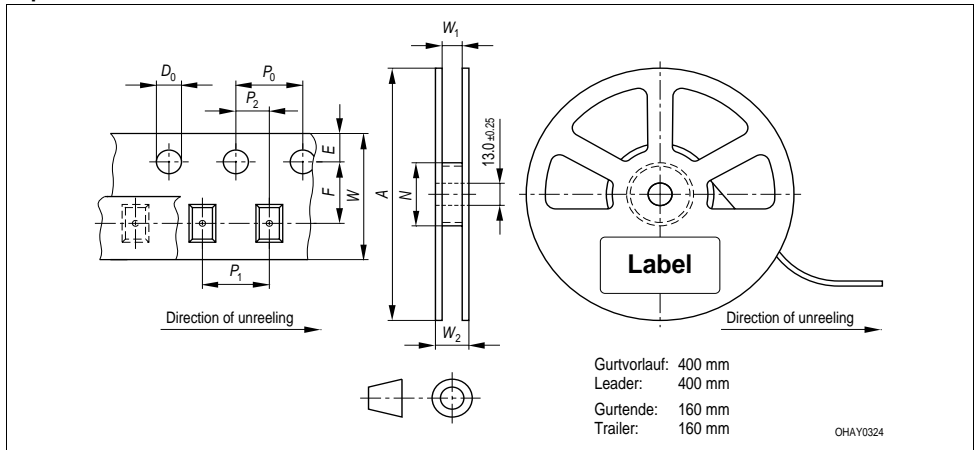 W1
D0
P0
P2
E
F
W
A
N
13.0 ±0.25
Label
P1
Direction of unreeling
W2
Direction of unreeling
Gurtvorlauf: 400 mm
Leader: 400 mm
Gurtende: 160 mm
Trailer: 160 mm
OHAY0324